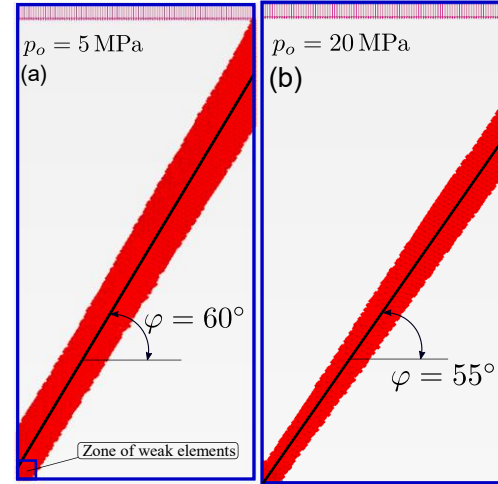 p_o = 5 MPa
(a)
φ = 60°
Zone of weak elements
p_o = 20 MPa
(b)
φ = 55°